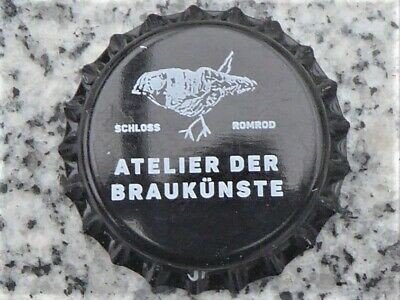 SCHLOSS ROMROD
ATELIER DER
BRAUKÜNSTE